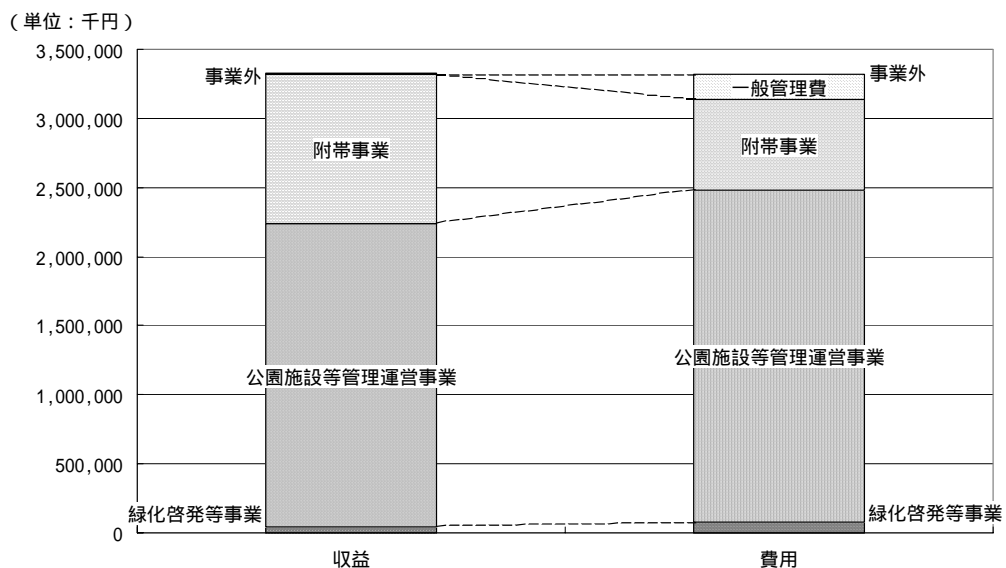 (単位：千円)
3,500,000
3,000,000
2,500,000
2,000,000
1,500,000
1,000,000
500,000
0
事業外
附帯事業
公園施設等管理運営事業
緑化啓発等事業
収益
事業外
一般管理費
附帯事業
公園施設等管理運営事業
緑化啓発等事業
費用